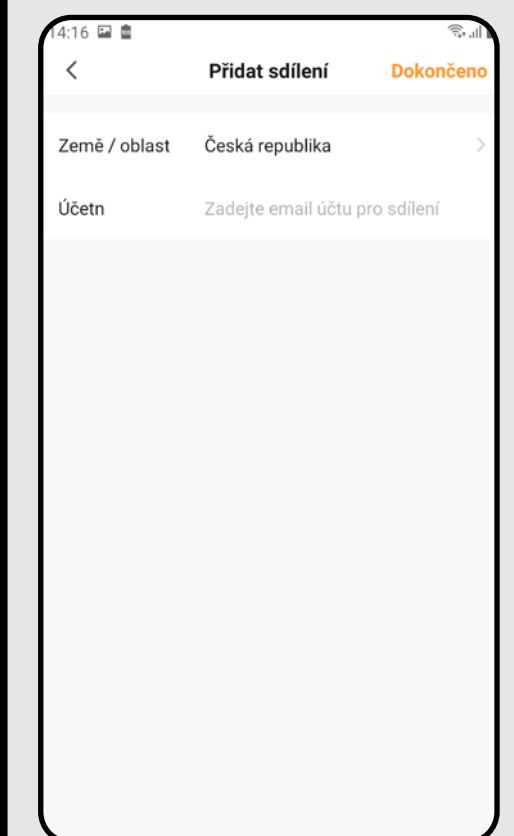 14:16
Přidat sdílení Dokončeno
Země / oblast Česká republika
Účetn Zadejte email účtu pro sdílení